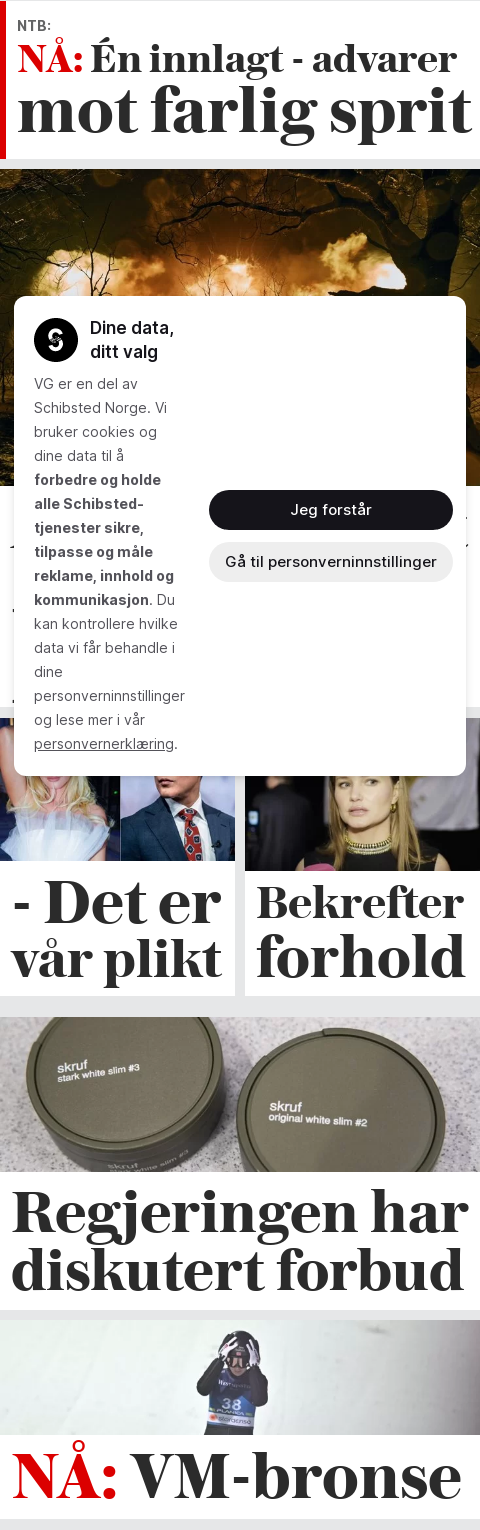 NTB:
NÅ: Én innlagt - advarer
mot farlig sprit
Dine data,
ditt valg
VG er en del av
Schibsted Norge. Vi
bruker cookies og
dine data til å
forbedre og holde
alle Schibsted-
tjenester sikre,
tilpasse og måle
reklame, innhold og
kommunikasjon. Du
kan kontrollere hvilke
data vi får behandle i
dine
personverninnstillinger
og lese mer i vår
personvernerklæring.
Jeg forstår
Gå til personverninnstillinger
- Det er
vår plikt
Bekrefter
forhold
skruf
stark white slim #3
skruf
original white slim #2
skruf
Regjeringen har
diskutert forbud
38
NÅ: VM-bronse